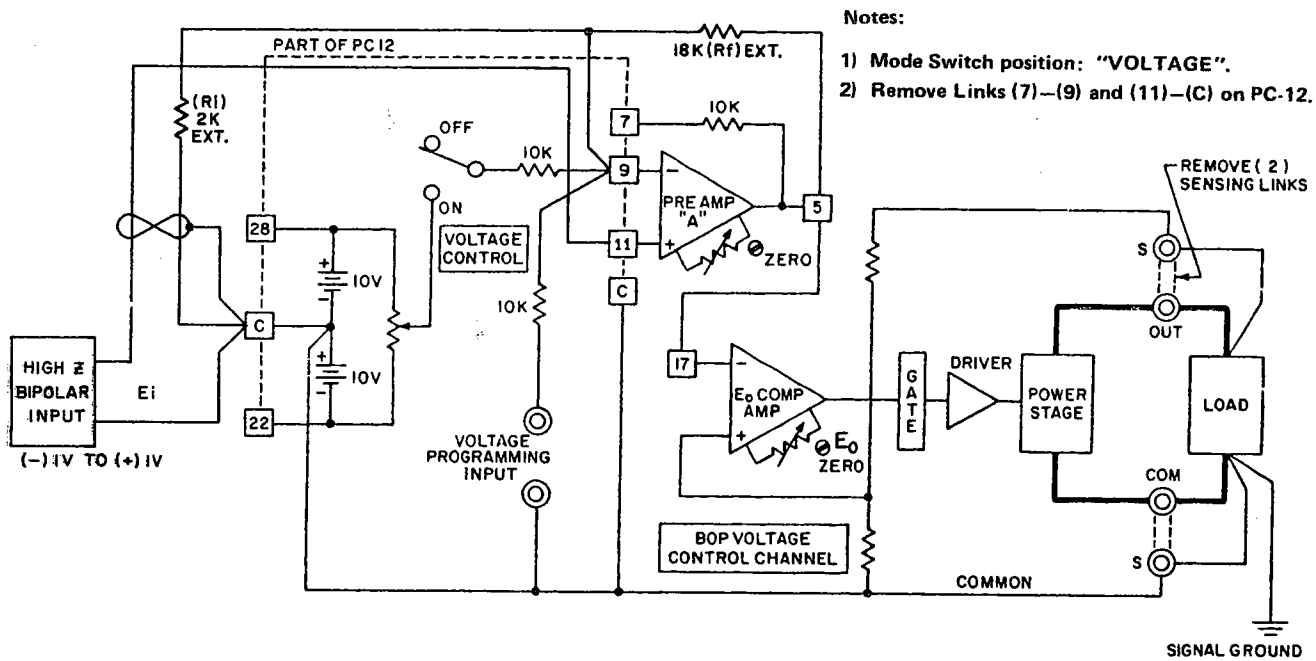 Notes:
1) Mode Switch position: "VOLTAGE".
2) Remove Links (7)–(9) and (11)–(C) on PC-12.
PART OF PC12
18K(Rf) EXT.
(RI)
2K
EXT.
OFF
ON
10K
7
10K
9
−
PRE AMP
"A"
5
11
+
ZERO
C
VOLTAGE
CONTROL
28
+
10V
−
C
+
10V
−
22
HIGH Z
BIPOLAR
INPUT
Ei
(−)1V TO (+)1V
10K
VOLTAGE
PROGRAMMING
INPUT
17
−
Eo COMP
AMP
+
Eo
ZERO
BOP VOLTAGE
CONTROL CHANNEL
GATE
DRIVER
POWER
STAGE
REMOVE (2)
SENSING LINKS
S
OUT
LOAD
COM
S
COMMON
SIGNAL GROUND